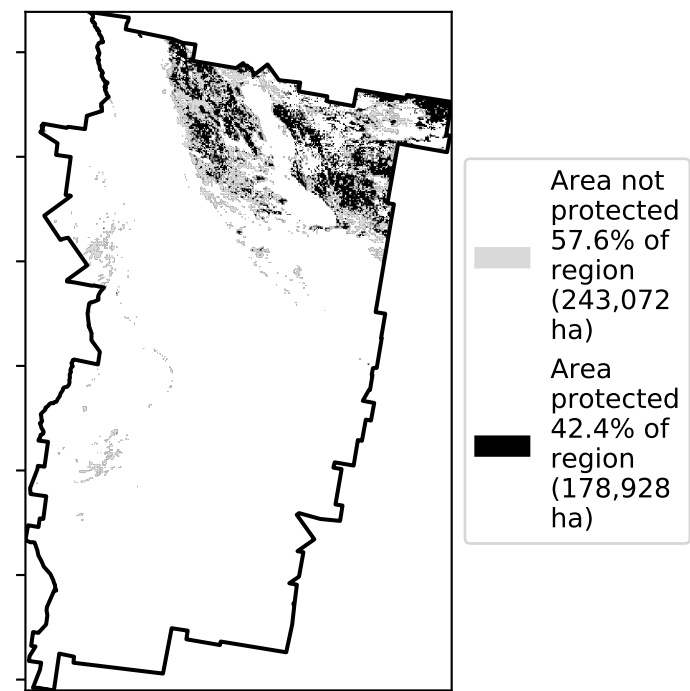 Area not
protected
57.6% of
region
(243,072
ha)
Area
protected
42.4% of
region
(178,928
ha)